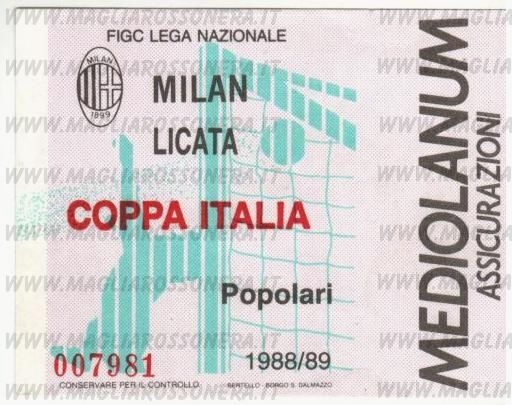 FIGC LEGA NAZIONALE
MILAN
1899
MILAN
LICATA
COPPA ITALIA
Popolari
007981
1988/89
CONSERVARE PER IL CONTROLLO
BERTELLO - BORGO S. DALMAZZO
MEDIOLANUM
ASSICURAZIONI
WWW.MAGLIAROSSONERA.IT